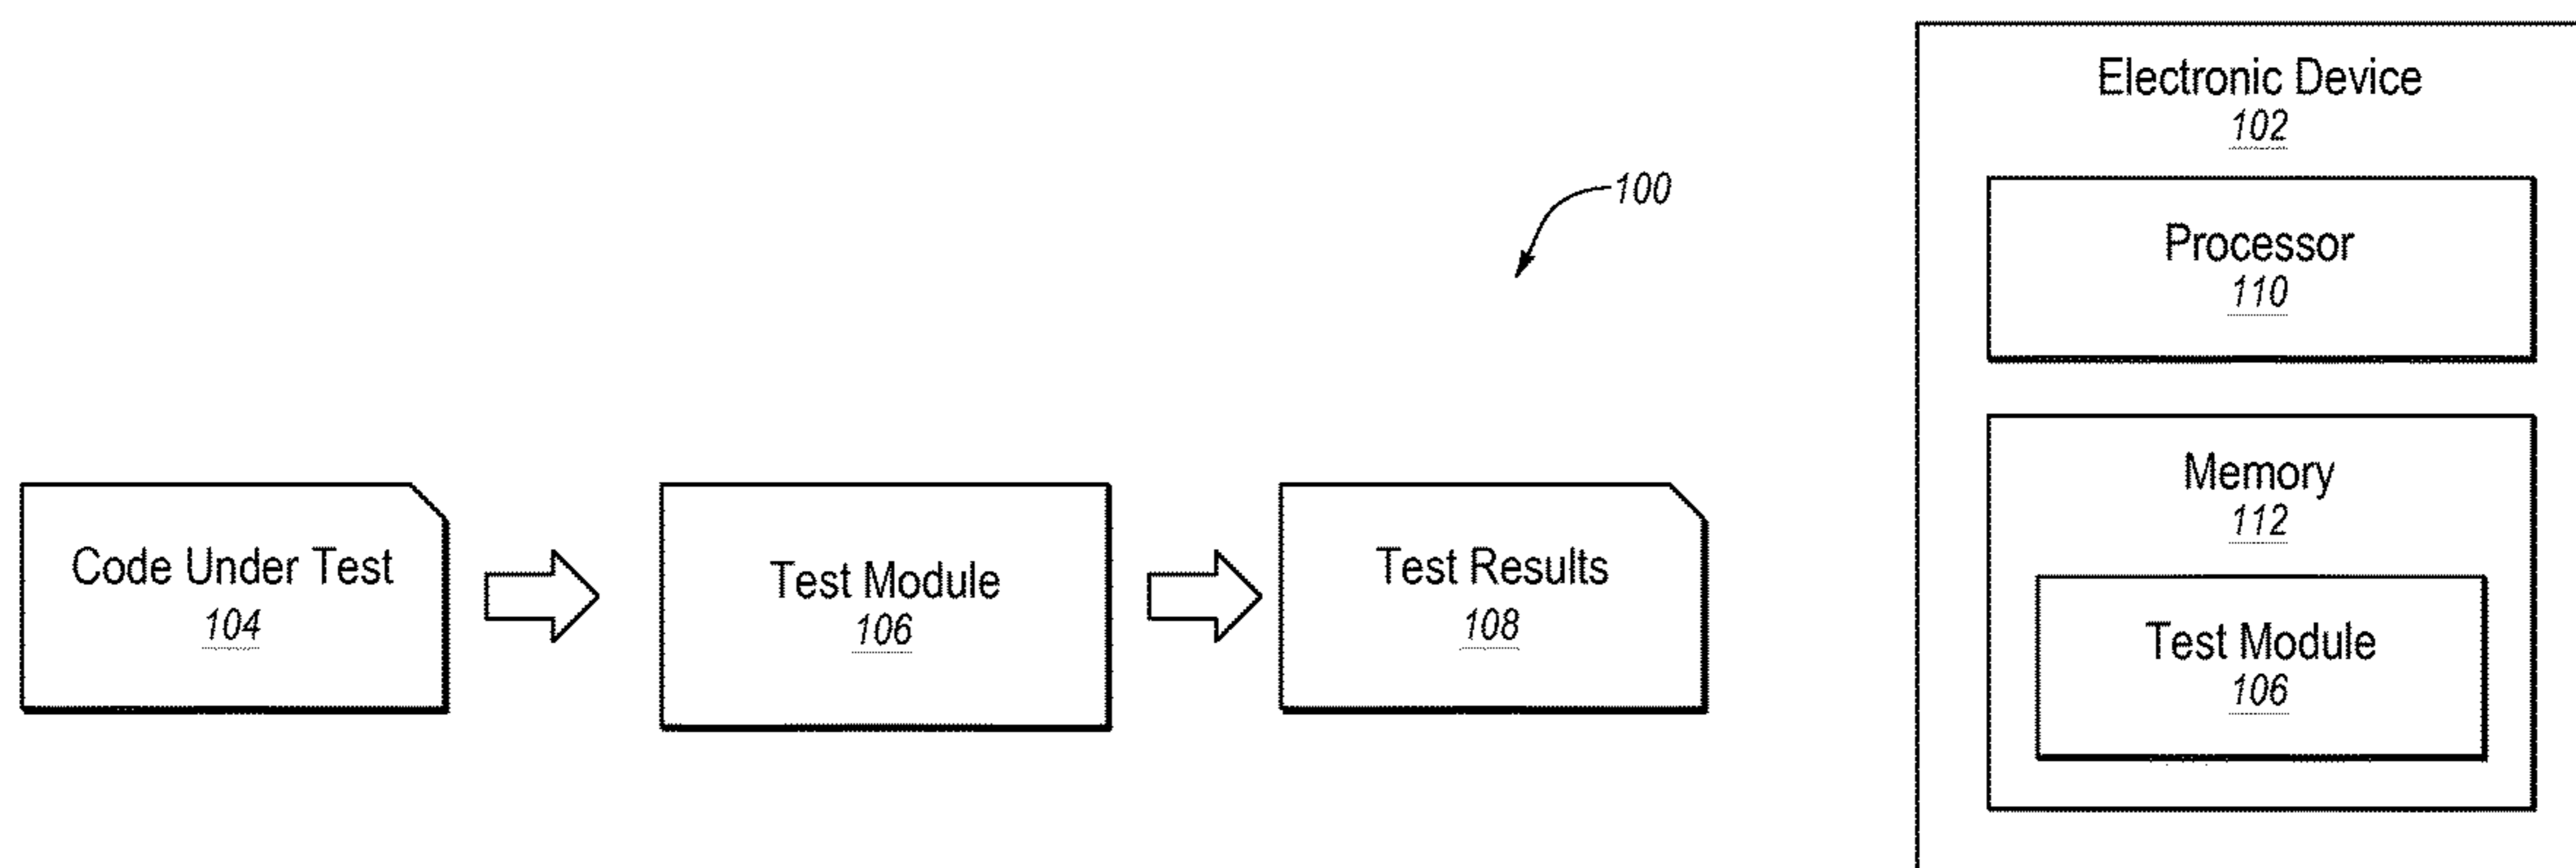 100
Code Under Test
104
Test Module
106
Test Results
108
Electronic Device
102
Processor
110
Memory
112
Test Module
106